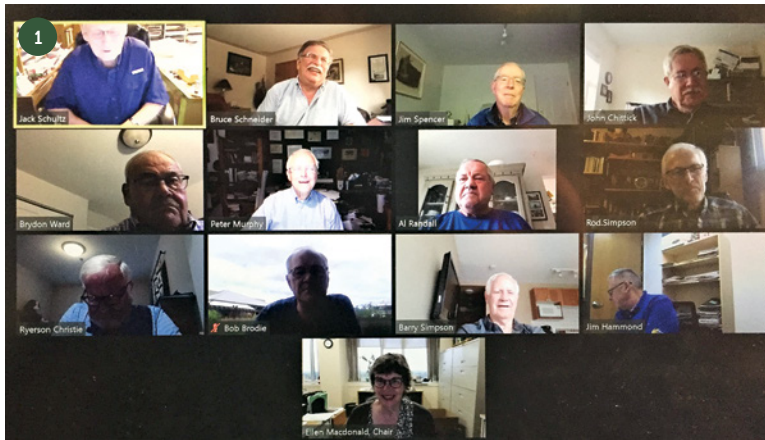 1
Jack Schultz
Bruce Schneider
Jim Spencer
John Chittick
Brydon Ward
Peter Murphy
Al Randall
Rod Simpson
Ryerson Christie
Bob Brodie
Barry Simpson
Jim Hammond
Ellen Macdonald, Chair